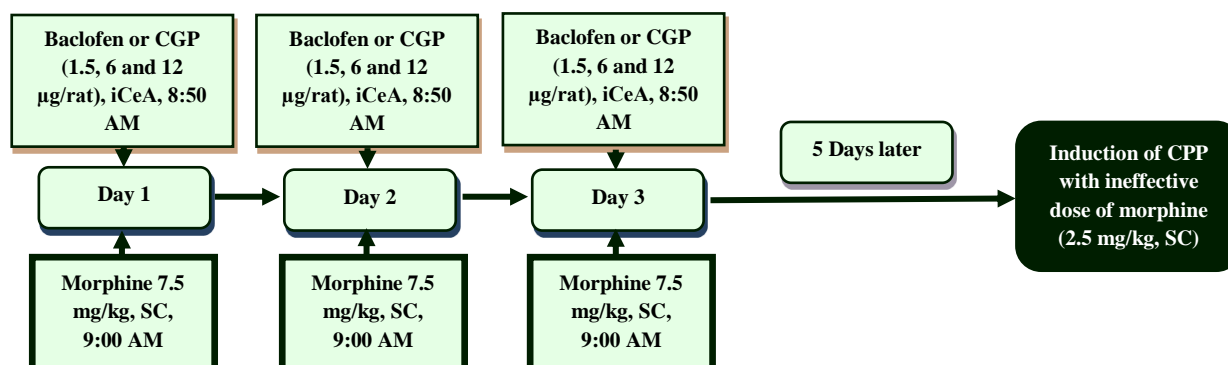 Baclofen or CGP
(1.5, 6 and 12
µg/rat), iCeA, 8:50
AM
Baclofen or CGP
(1.5, 6 and 12
µg/rat), iCeA, 8:50
AM
Baclofen or CGP
(1.5, 6 and 12
µg/rat), iCeA, 8:50
AM
Day 1
Day 2
Day 3
5 Days later
Induction of CPP
with ineffective
dose of morphine
(2.5 mg/kg, SC)
Morphine 7.5
mg/kg, SC,
9:00 AM
Morphine 7.5
mg/kg, SC,
9:00 AM
Morphine 7.5
mg/kg, SC,
9:00 AM